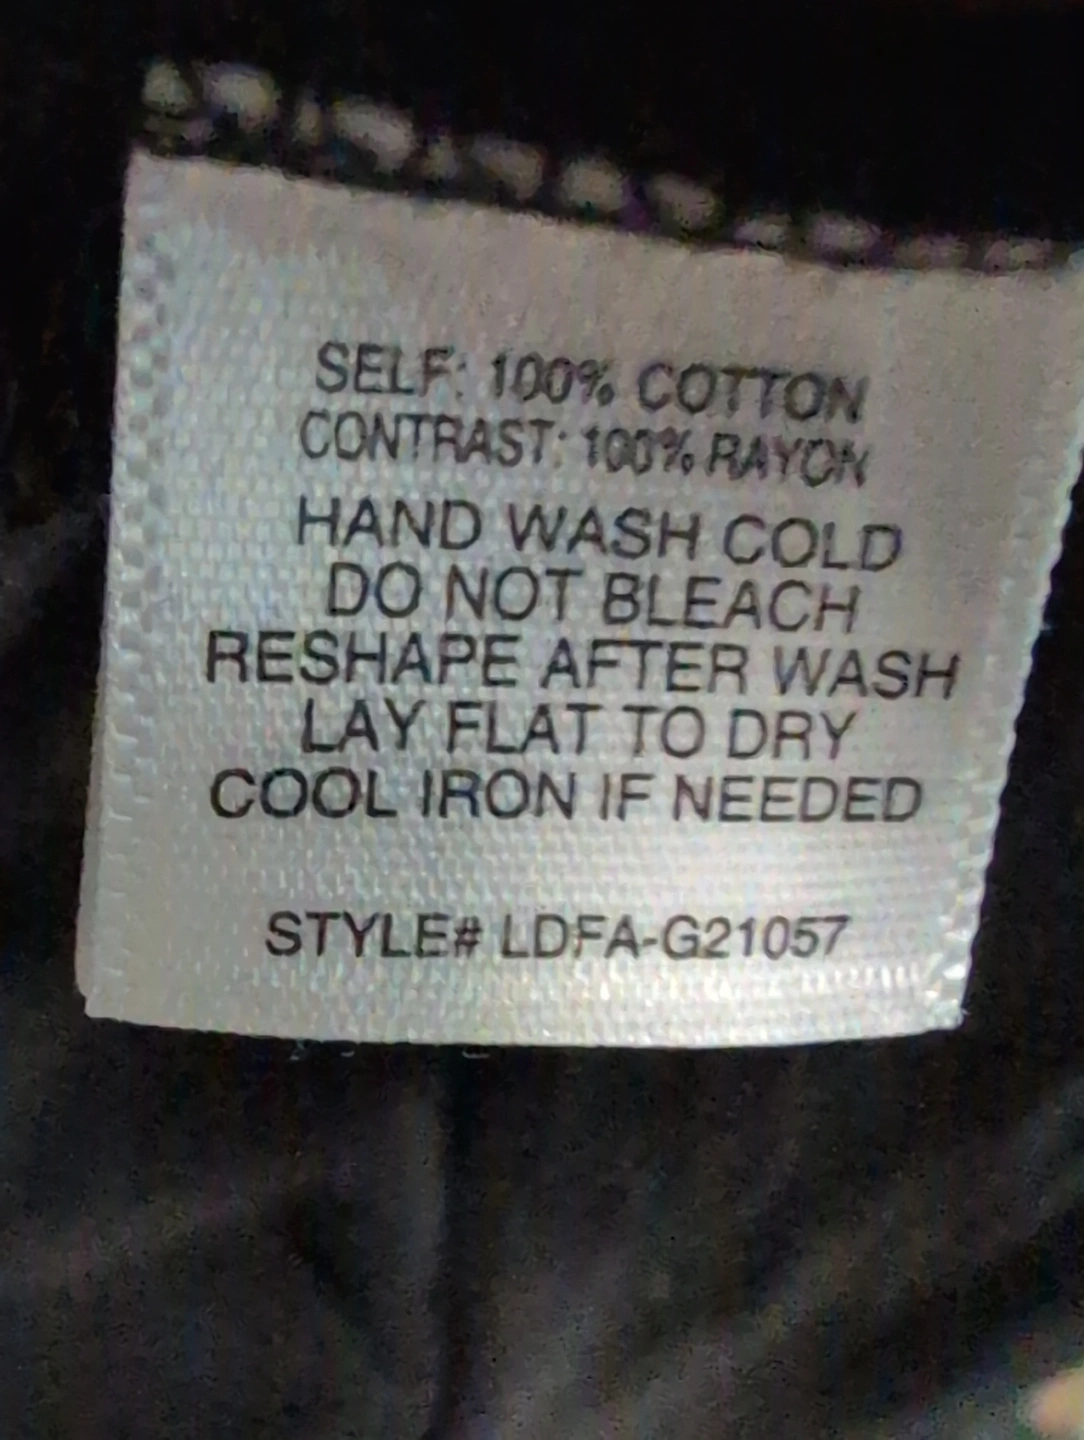 SELF: 100% COTTON
CONTRAST: 100% RAYON
HAND WASH COLD
DO NOT BLEACH
RESHAPE AFTER WASH
LAY FLAT TO DRY
COOL IRON IF NEEDED
STYLE# LDFA-G21057